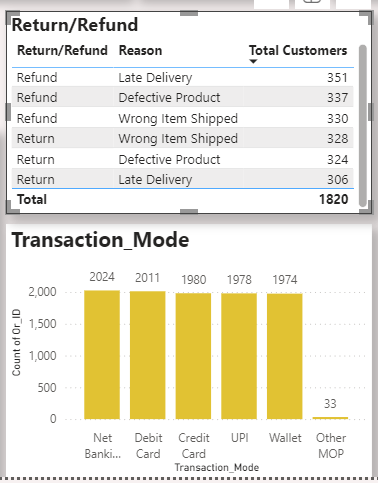 Return/Refund
Return/Refund Reason Total Customers
Refund Late Delivery 351
Refund Defective Product 337
Refund Wrong Item Shipped 330
Return Wrong Item Shipped 328
Return Defective Product 324
Return Late Delivery 306
Total 1820
Transaction_Mode
Count of Or_ID
2,000
1,500
1,000
500
0
2024 2011 1980 1978 1974 33
Net Debit Credit UPI Wallet Other
Banki... Card Card MOP
Transaction_Mode